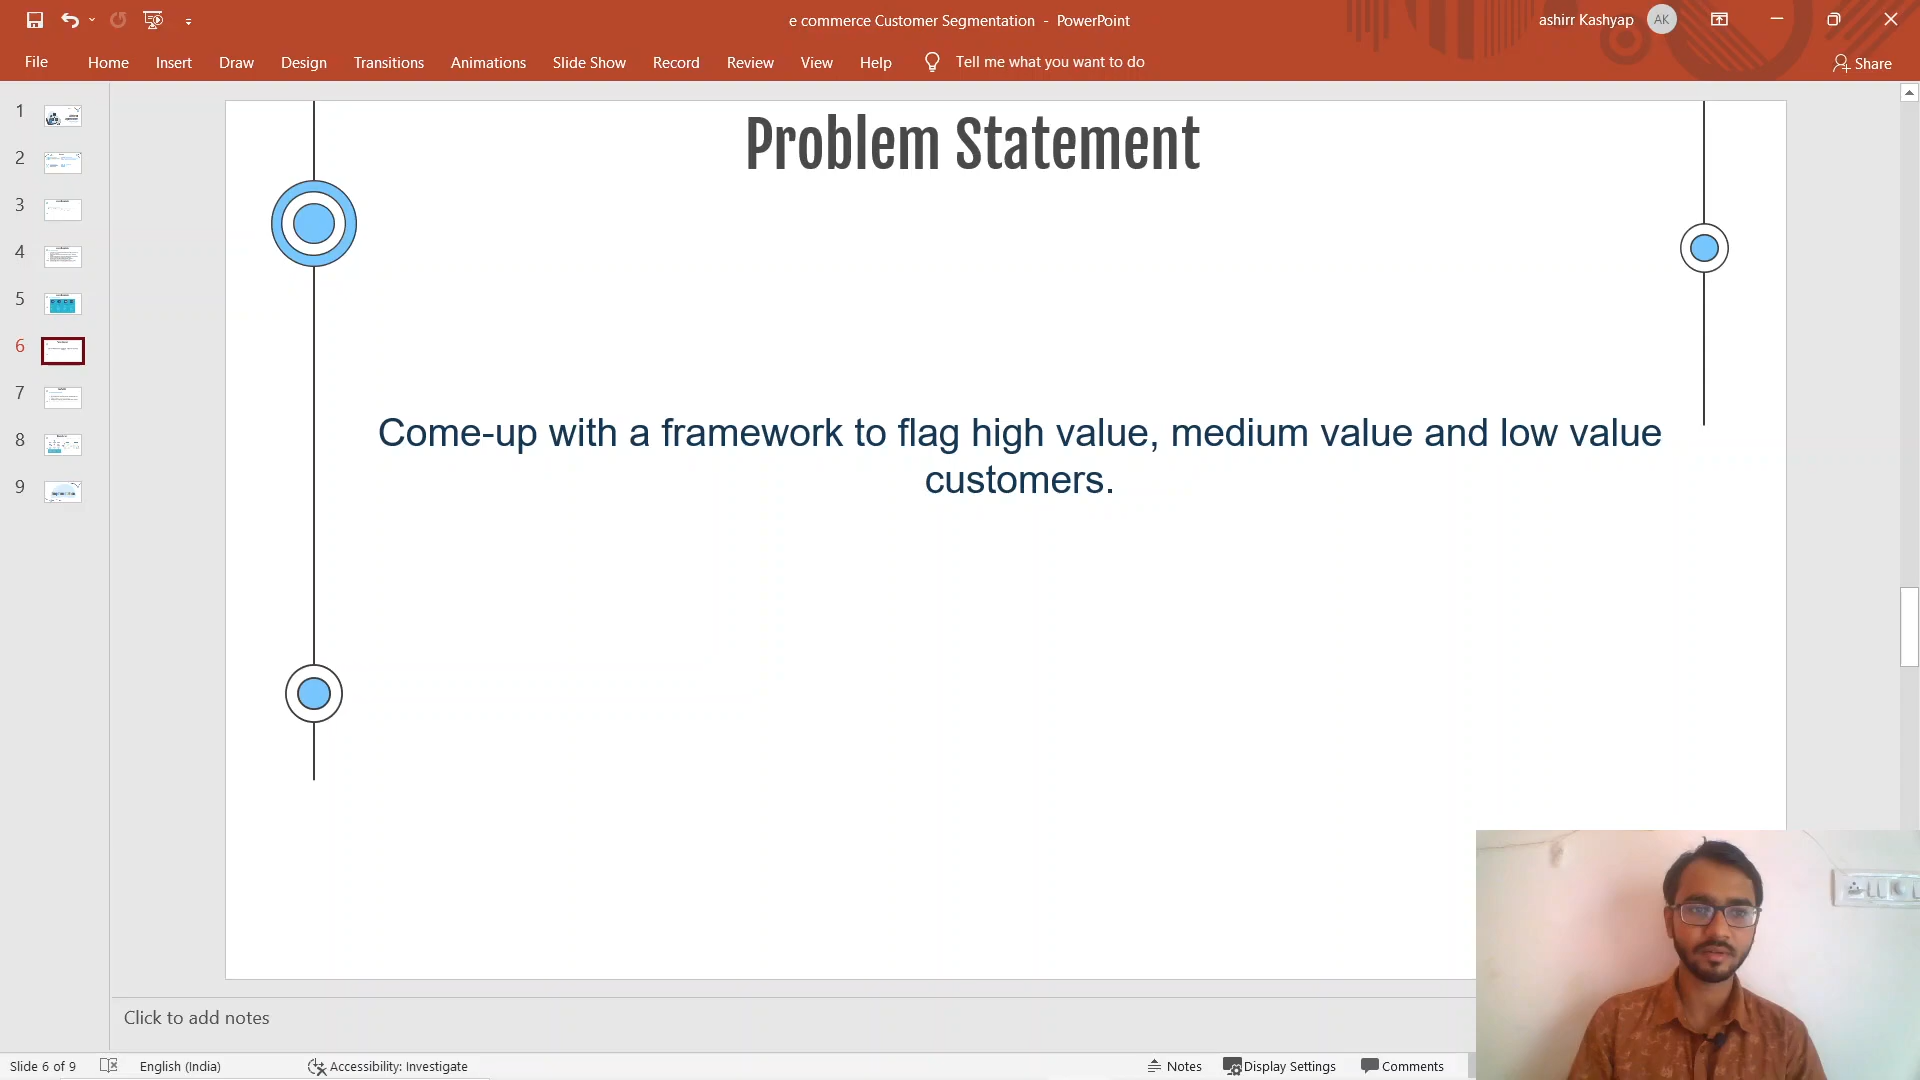 e commerce Customer Segmentation - PowerPoint
ashirr Kashyap AK
File Home Insert Draw Design Transitions Animations Slide Show Record Review View Help Tell me what you want to do Share
1
2
3
4
5
6
7
8
9
Problem Statement
Come-up with a framework to flag high value, medium value and low value
customers.
Click to add notes
Slide 6 of 9 English (India) Accessibility: Investigate Notes Display Settings Comments